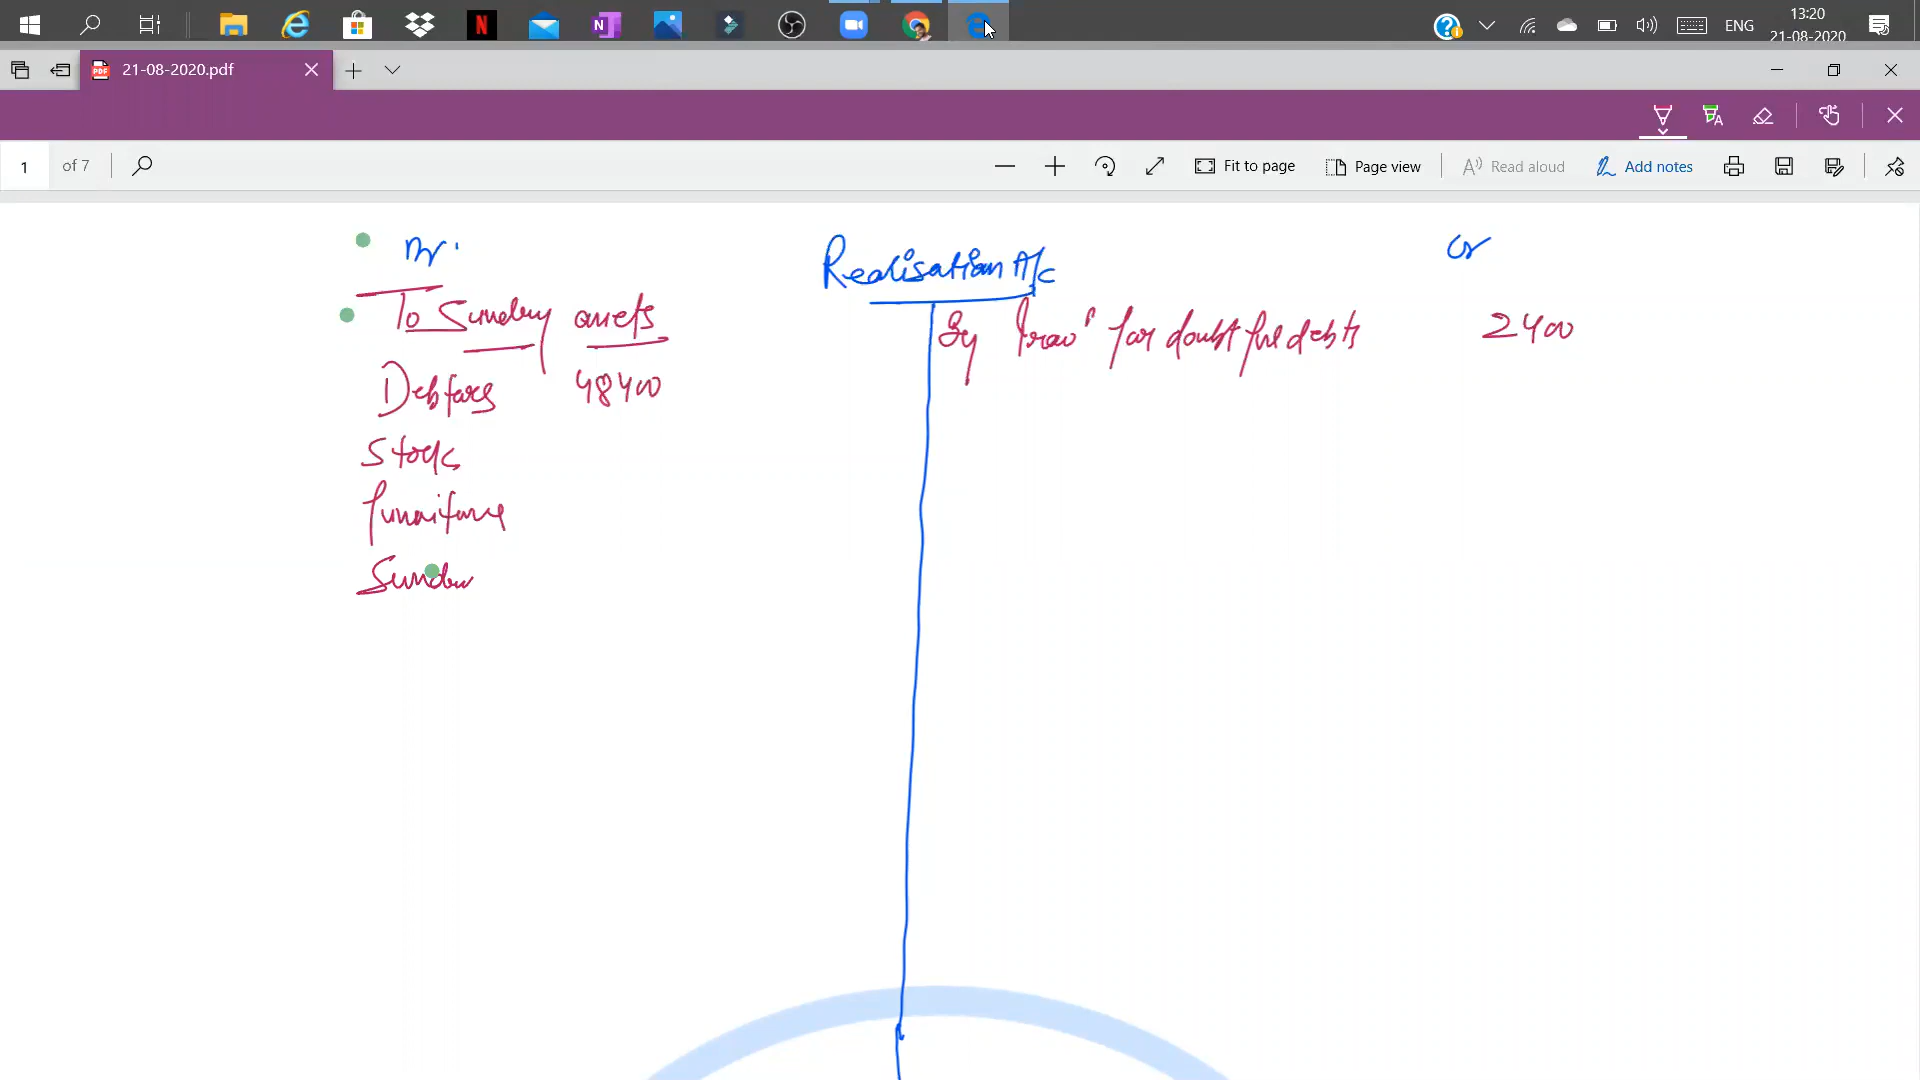 ENG
13:20
21-08-2020
21-08-2020.pdf
1 of 7
Fit to page
Page view
Read aloud
Add notes
Dr.
Realisation A/c
Cr
To Sundry assets
By Prov' for doubtful debts 2400
Debtors 48400
Stock
Furniture
Sundr